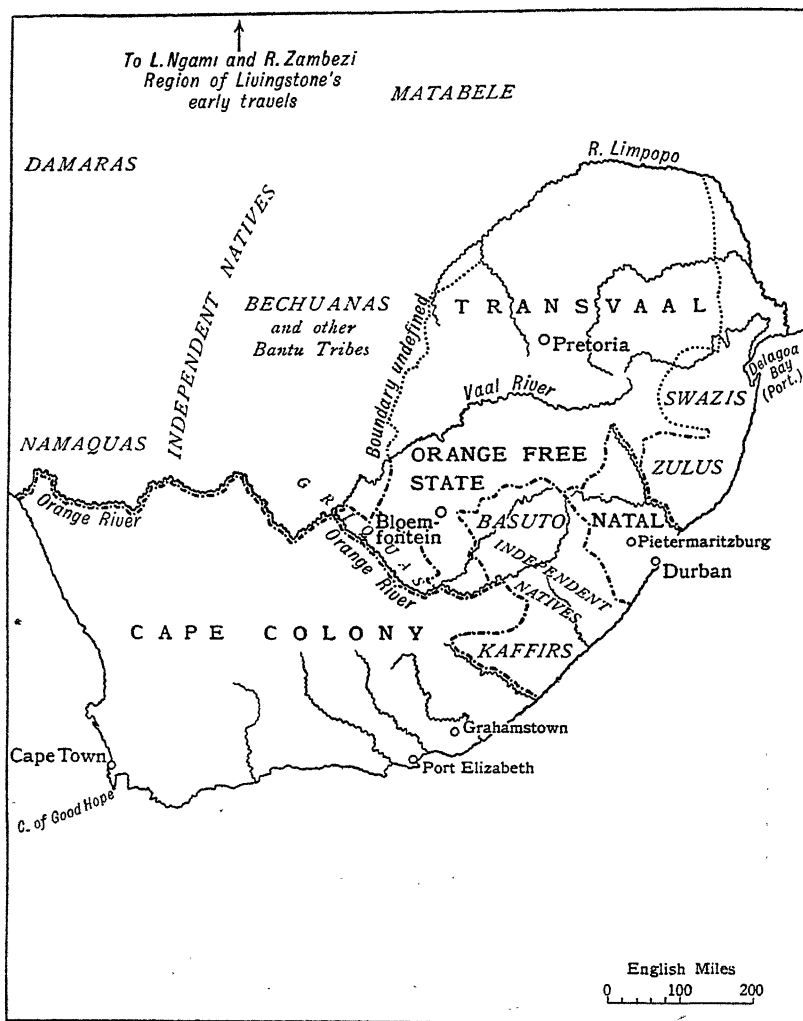 To L. Ngami and R. Zambezi
Region of Livingstone's
early travels
MATABELE
DAMARAS
R. Limpopo
INDEPENDENT NATIVES
BECHUANAS
and other
Bantu Tribes
Boundary undefined
TRANSVAAL
Pretoria
Delagoa
Bay
(Port.)
Vaal River
SWAZIS
NAMAQUAS
Orange River
GRIQUAS
ORANGE FREE
STATE
ZULUS
Bloem
fontein
BASUTO
NATAL
Pietermaritzburg
Orange River
INDEPENDENT
NATIVES
Durban
CAPE COLONY
KAFFIRS
Grahamstown
Cape Town
Port Elizabeth
C. of Good Hope
English Miles
0 100 200